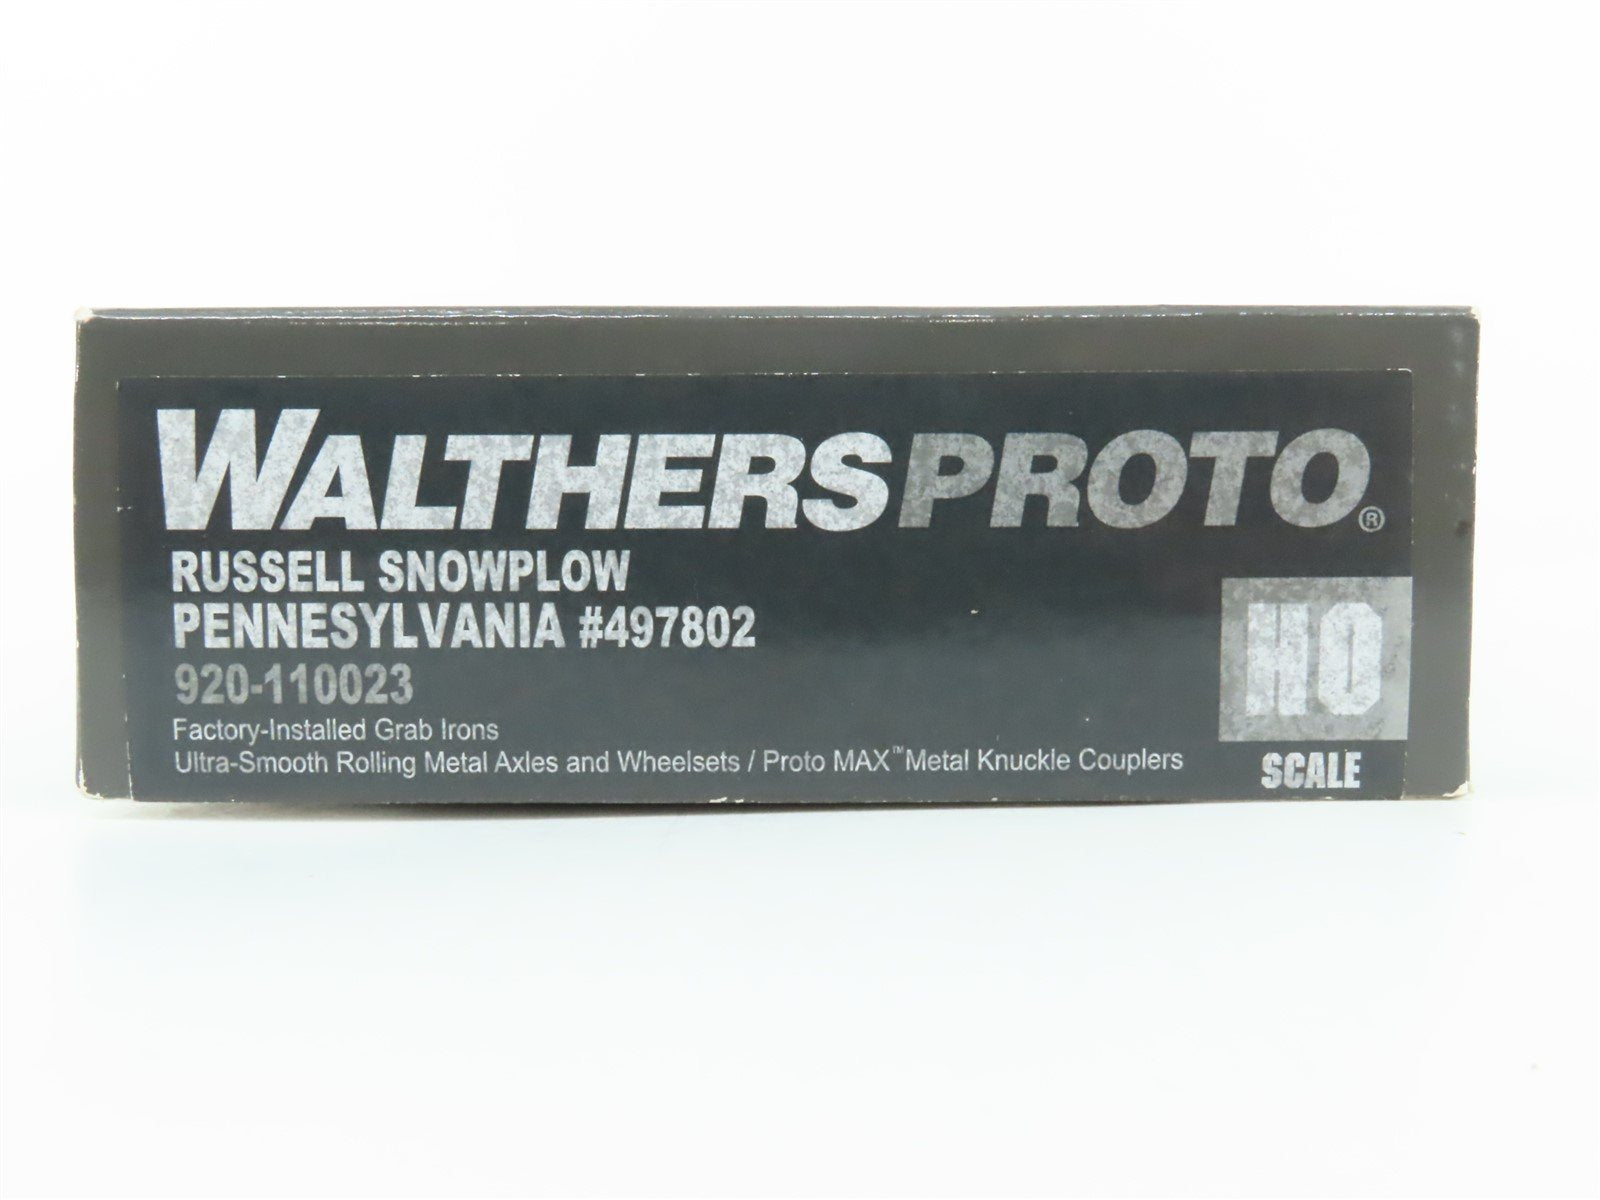 WALTHERSPROTO®
RUSSELL SNOWPLOW
PENNESYLVANIA #497802
920-110023
Factory-Installed Grab Irons
Ultra-Smooth Rolling Metal Axles and Wheelsets / Proto MAX™ Metal Knuckle Couplers
HO
SCALE